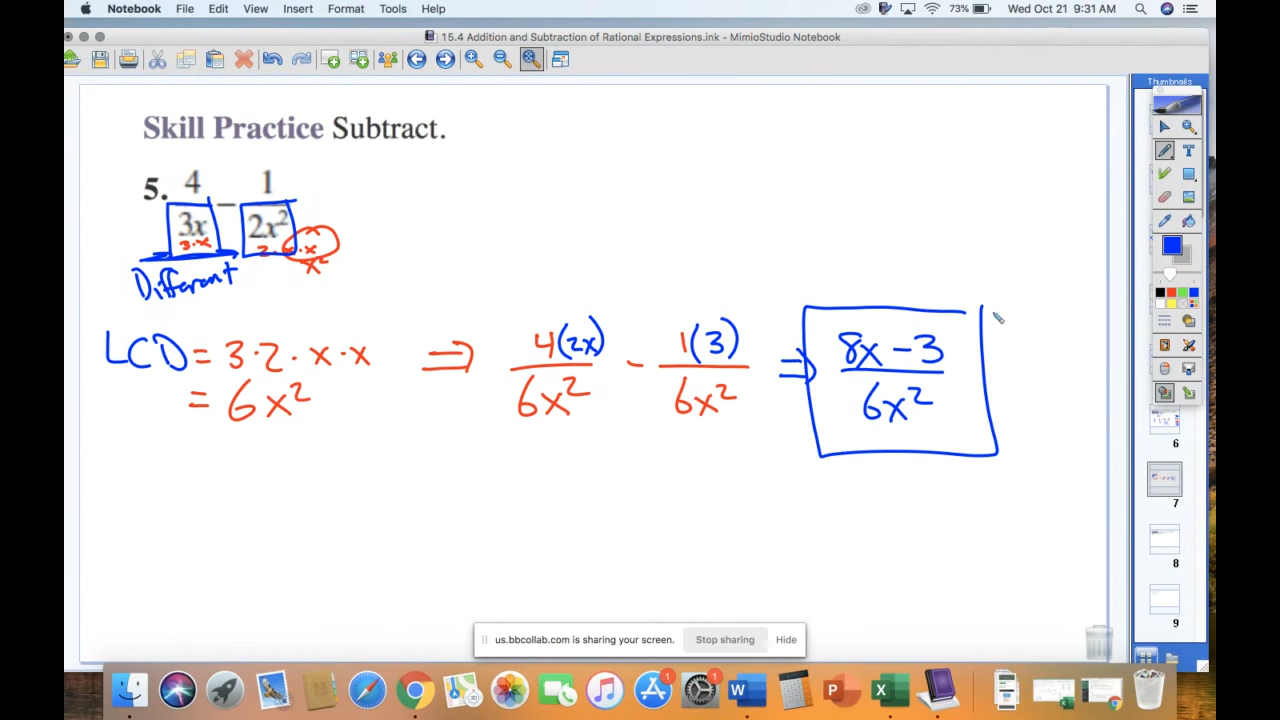 Notebook File Edit View Insert Format Tools Help 73% Wed Oct 21 9:31 AM
15.4 Addition and Subtraction of Rational Expressions.ink - MimioStudio Notebook
Thumbnails
Skill Practice Subtract.
5. 4/3x − 1/2x²
3·x
x
x²
Different
LCD = 3·2·x·x ⇒ 4(2x)/6x² - 1(3)/6x² ⇒ 8x−3/6x²
= 6x²
6
7
8
9
us.bbcollab.com is sharing your screen. Stop sharing Hide